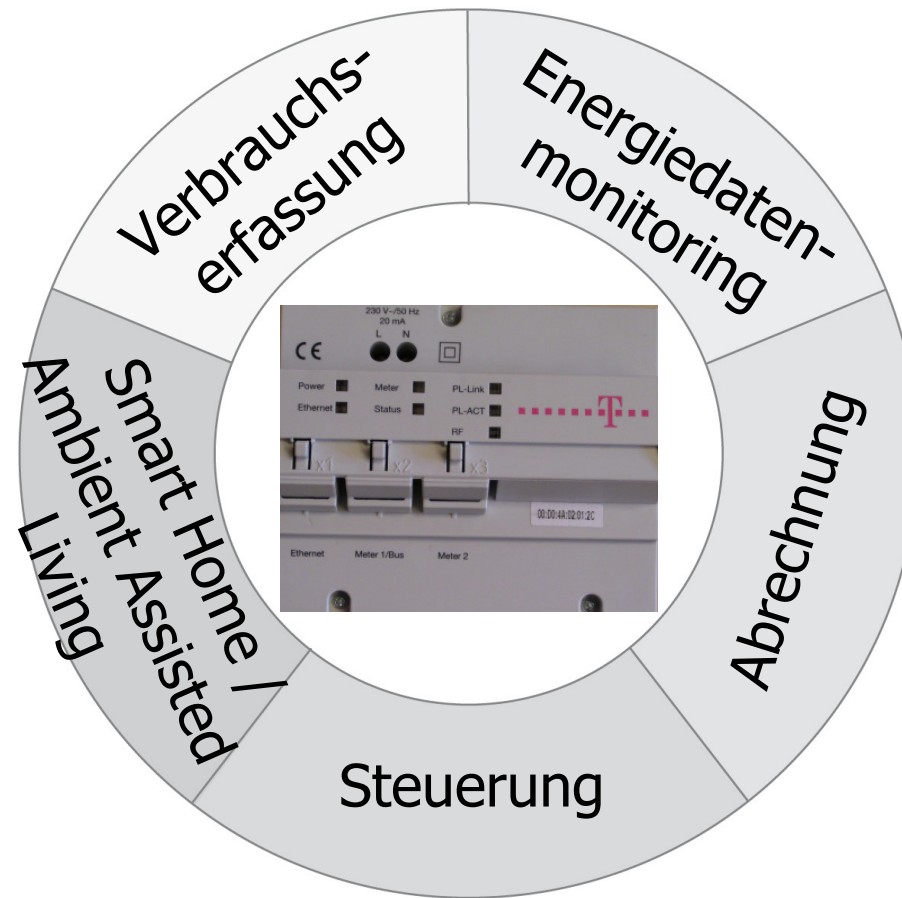 Verbrauchs-
erfassung
Energiedaten-
monitoring
Abrechnung
Steuerung
Smart Home /
Ambient Assisted
Living
230 V~/50 Hz
20 mA
L N
CE
Power Meter PL-Link
Ethernet Status PL-ACT
RF
T
x1 x2 x3
00:D0:4A:02:01:2C
Ethernet Meter 1/Bus Meter 2